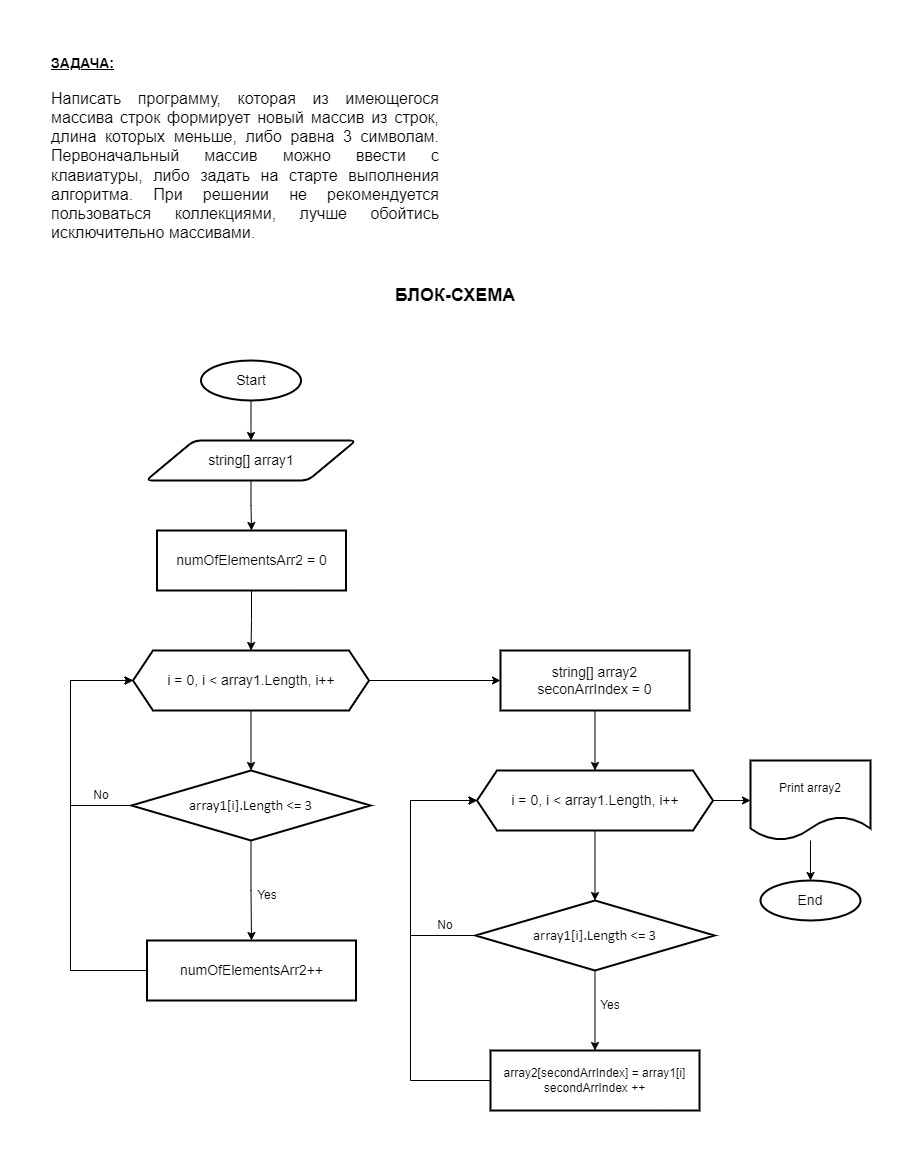 ЗАДАЧА:
Написать программу, которая из имеющегося
массива строк формирует новый массив из строк,
длина которых меньше, либо равна 3 символам.
Первоначальный массив можно ввести с
клавиатуры, либо задать на старте выполнения
алгоритма. При решении не рекомендуется
пользоваться коллекциями, лучше обойтись
исключительно массивами.
БЛОК-СХЕМА
Start
string[] array1
numOfElementsArr2 = 0
i = 0, i < array1.Length, i++
No
array1[i].Length <= 3
Yes
numOfElementsArr2++
string[] array2
seconArrIndex = 0
i = 0, i < array1.Length, i++
No
array1[i].Length <= 3
Yes
array2[secondArrIndex] = array1[i]
secondArrIndex ++
Print array2
End